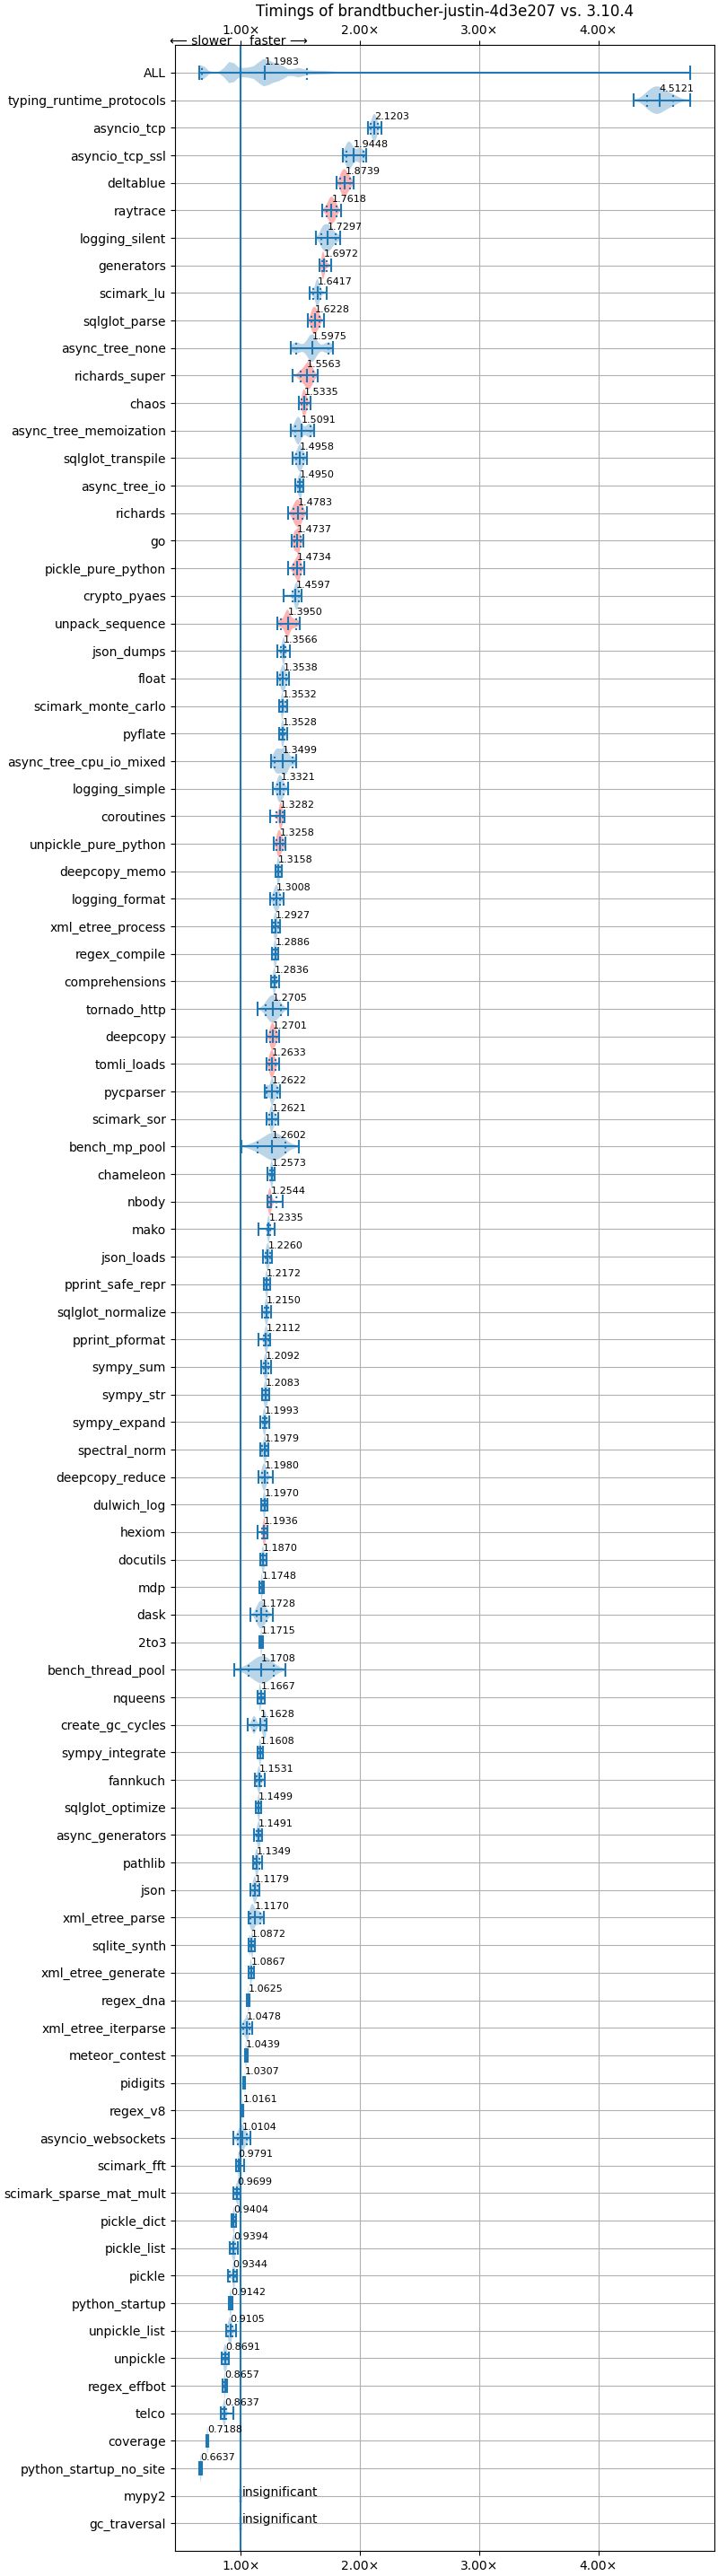 Timings of brandtbucher-justin-4d3e207 vs. 3.10.4
1.00× 2.00× 3.00× 4.00×
⟵ slower faster ⟶
ALL 1.1983
typing_runtime_protocols 4.5121
asyncio_tcp 2.1203
asyncio_tcp_ssl 1.9448
deltablue 1.8739
raytrace 1.7618
logging_silent 1.7297
generators 1.6972
scimark_lu 1.6417
sqlglot_parse 1.6228
async_tree_none 1.5975
richards_super 1.5563
chaos 1.5335
async_tree_memoization 1.5091
sqlglot_transpile 1.4958
async_tree_io 1.4950
richards 1.4783
go 1.4737
pickle_pure_python 1.4734
crypto_pyaes 1.4597
unpack_sequence 1.3950
json_dumps 1.3566
float 1.3538
scimark_monte_carlo 1.3532
pyflate 1.3528
async_tree_cpu_io_mixed 1.3499
logging_simple 1.3321
coroutines 1.3282
unpickle_pure_python 1.3258
deepcopy_memo 1.3158
logging_format 1.3008
xml_etree_process 1.2927
regex_compile 1.2886
comprehensions 1.2836
tornado_http 1.2705
deepcopy 1.2701
tomli_loads 1.2633
pycparser 1.2622
scimark_sor 1.2621
bench_mp_pool 1.2602
chameleon 1.2573
nbody 1.2544
mako 1.2335
json_loads 1.2260
pprint_safe_repr 1.2172
sqlglot_normalize 1.2150
pprint_pformat 1.2112
sympy_sum 1.2092
sympy_str 1.2083
sympy_expand 1.1993
spectral_norm 1.1979
deepcopy_reduce 1.1980
dulwich_log 1.1970
hexiom 1.1936
docutils 1.1870
mdp 1.1748
dask 1.1728
2to3 1.1715
bench_thread_pool 1.1708
nqueens 1.1667
create_gc_cycles 1.1628
sympy_integrate 1.1608
fannkuch 1.1531
sqlglot_optimize 1.1499
async_generators 1.1491
pathlib 1.1349
json 1.1179
xml_etree_parse 1.1170
sqlite_synth 1.0872
xml_etree_generate 1.0867
regex_dna 1.0625
xml_etree_iterparse 1.0478
meteor_contest 1.0439
pidigits 1.0307
regex_v8 1.0161
asyncio_websockets 1.0104
scimark_fft 0.9791
scimark_sparse_mat_mult 0.9699
pickle_dict 0.9404
pickle_list 0.9394
pickle 0.9344
python_startup 0.9142
unpickle_list 0.9105
unpickle 0.8691
regex_effbot 0.8657
telco 0.8637
coverage 0.7188
python_startup_no_site 0.6637
mypy2 insignificant
gc_traversal insignificant
1.00× 2.00× 3.00× 4.00×